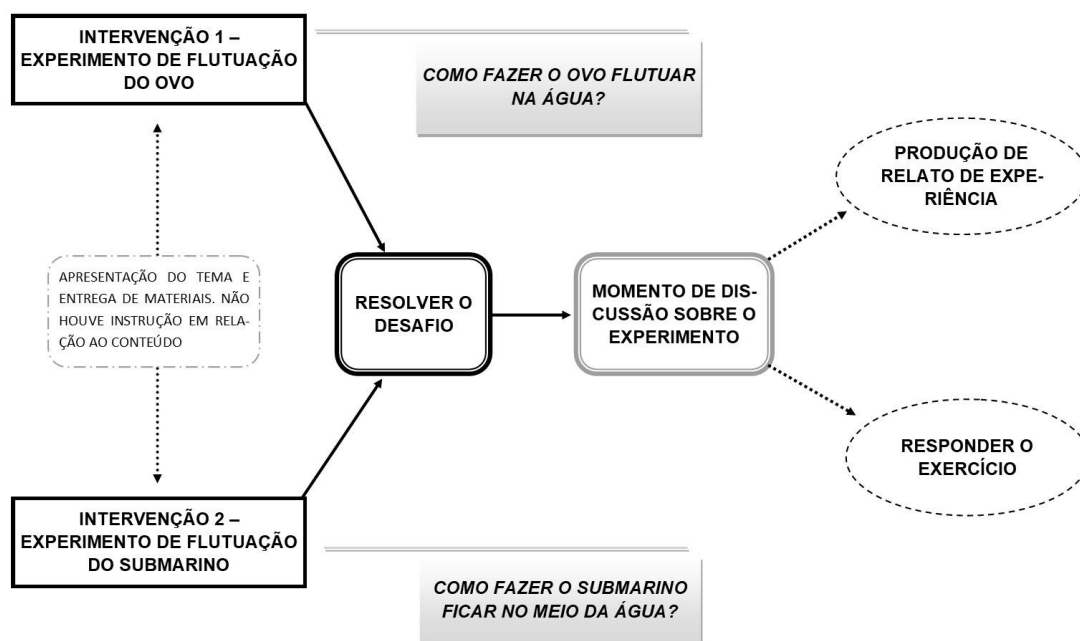 INTERVENÇÃO 1 –
EXPERIMENTO DE FLUTUAÇÃO
DO OVO
COMO FAZER O OVO FLUTUAR
NA ÁGUA?
PRODUÇÃO DE
RELATO DE EXPE-
RIÊNCIA
APRESENTAÇÃO DO TEMA E
ENTREGA DE MATERIAIS. NÃO
HOUVE INSTRUÇÃO EM RELA-
ÇÃO AO CONTEÚDO
RESOLVER O
DESAFIO
MOMENTO DE DIS-
CUSSÃO SOBRE O
EXPERIMENTO
RESPONDER O
EXERCÍCIO
INTERVENÇÃO 2 –
EXPERIMENTO DE FLUTUAÇÃO
DO SUBMARINO
COMO FAZER O SUBMARINO
FICAR NO MEIO DA ÁGUA?